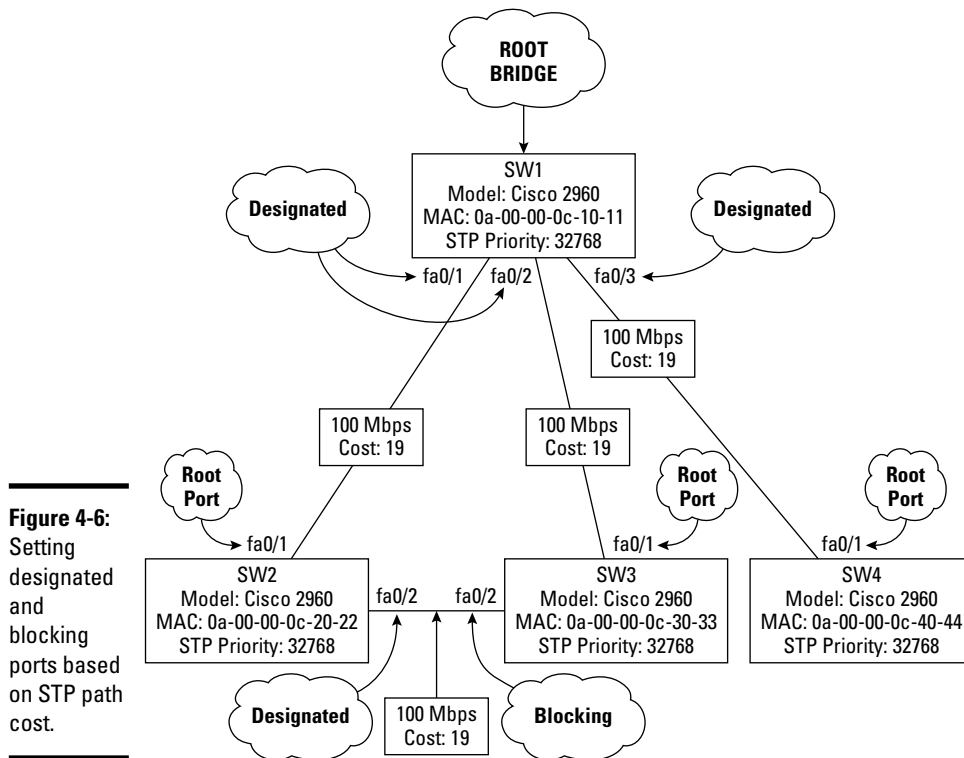 ROOT
BRIDGE
SW1
Model: Cisco 2960
MAC: 0a-00-00-0c-10-11
STP Priority: 32768
Designated
Designated
fa0/1
fa0/2
fa0/3
100 Mbps
Cost: 19
100 Mbps
Cost: 19
100 Mbps
Cost: 19
Root
Port
Root
Port
Root
Port
fa0/1
fa0/1
fa0/1
SW2
Model: Cisco 2960
MAC: 0a-00-00-0c-20-22
STP Priority: 32768
fa0/2
fa0/2
SW3
Model: Cisco 2960
MAC: 0a-00-00-0c-30-33
STP Priority: 32768
SW4
Model: Cisco 2960
MAC: 0a-00-00-0c-40-44
STP Priority: 32768
Designated
100 Mbps
Cost: 19
Blocking
Figure 4-6:
Setting
designated
and
blocking
ports based
on STP path
cost.